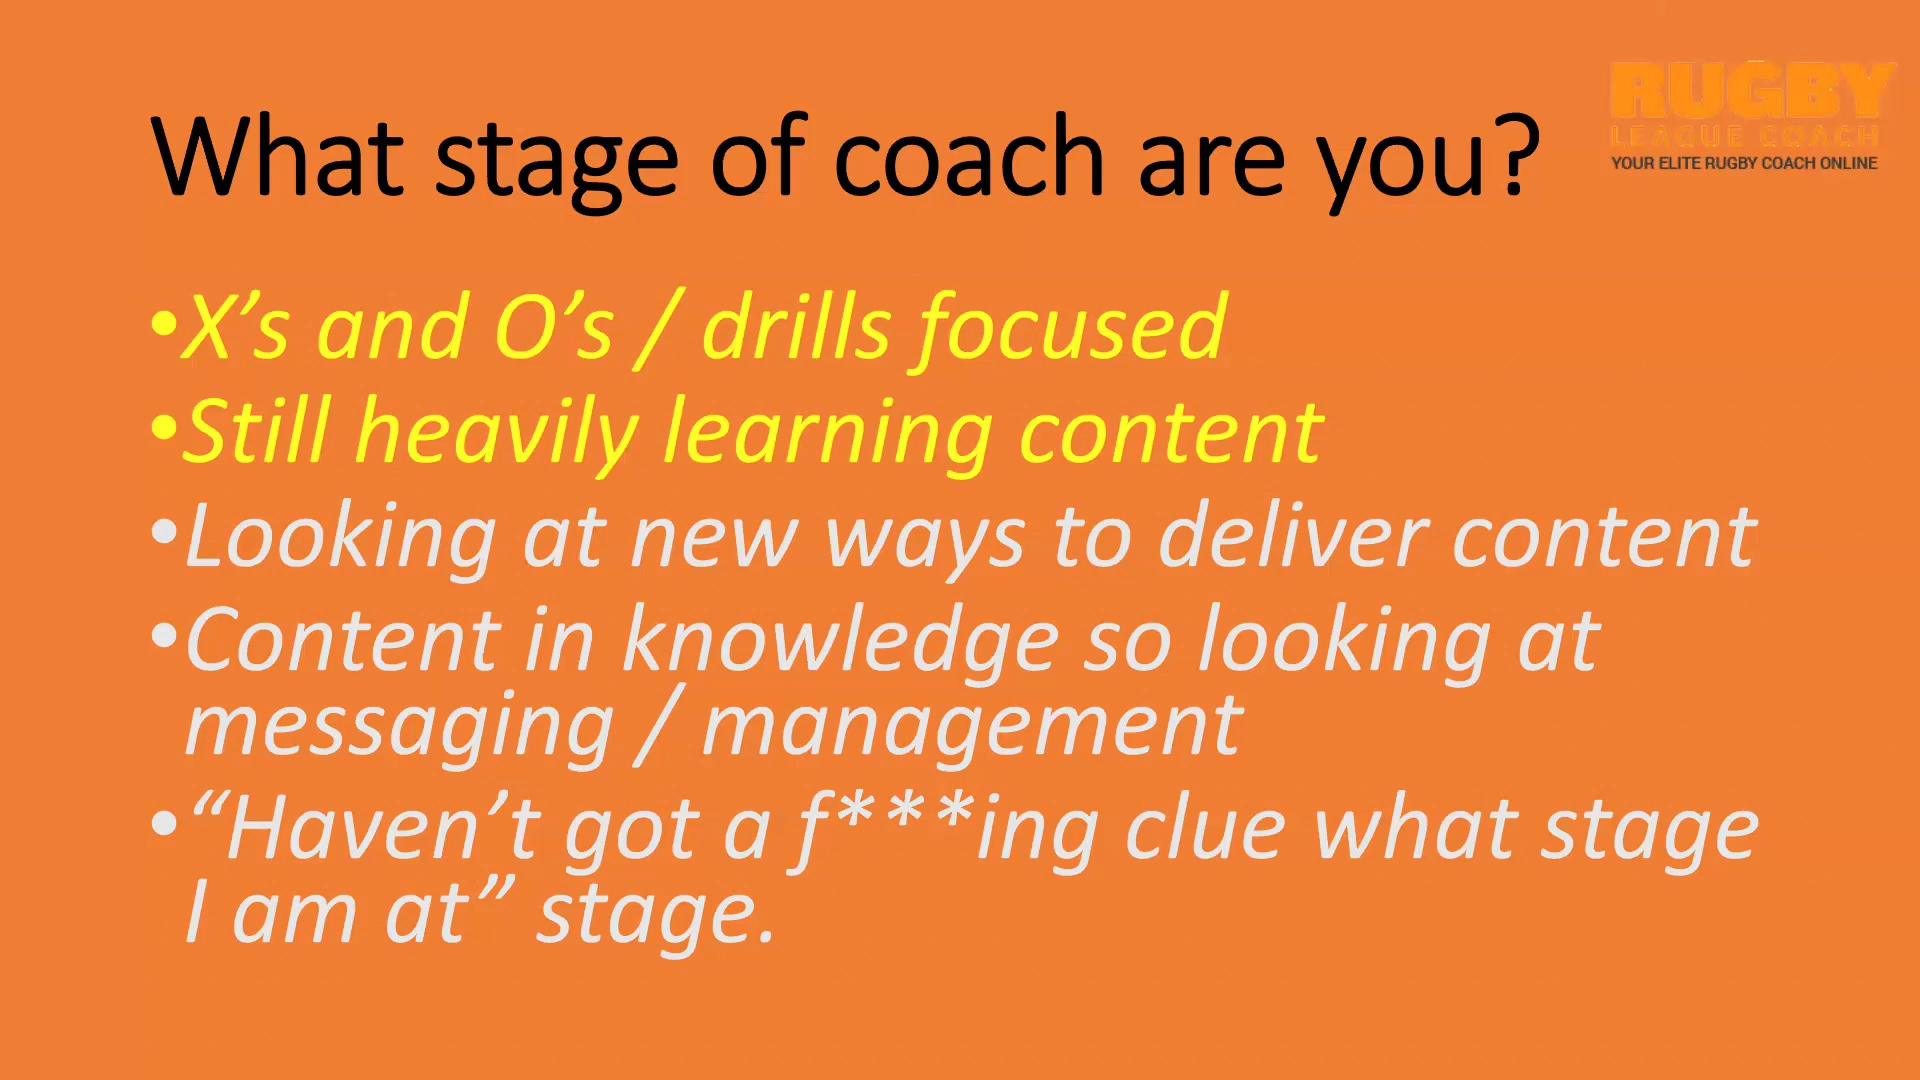 What stage of coach are you?
RUGBY
LEAGUE COACH
YOUR ELITE RUGBY COACH ONLINE
•X’s and O’s / drills focused
•Still heavily learning content
•Looking at new ways to deliver content
•Content in knowledge so looking at
messaging / management
•“Haven’t got a f***ing clue what stage
I am at” stage.